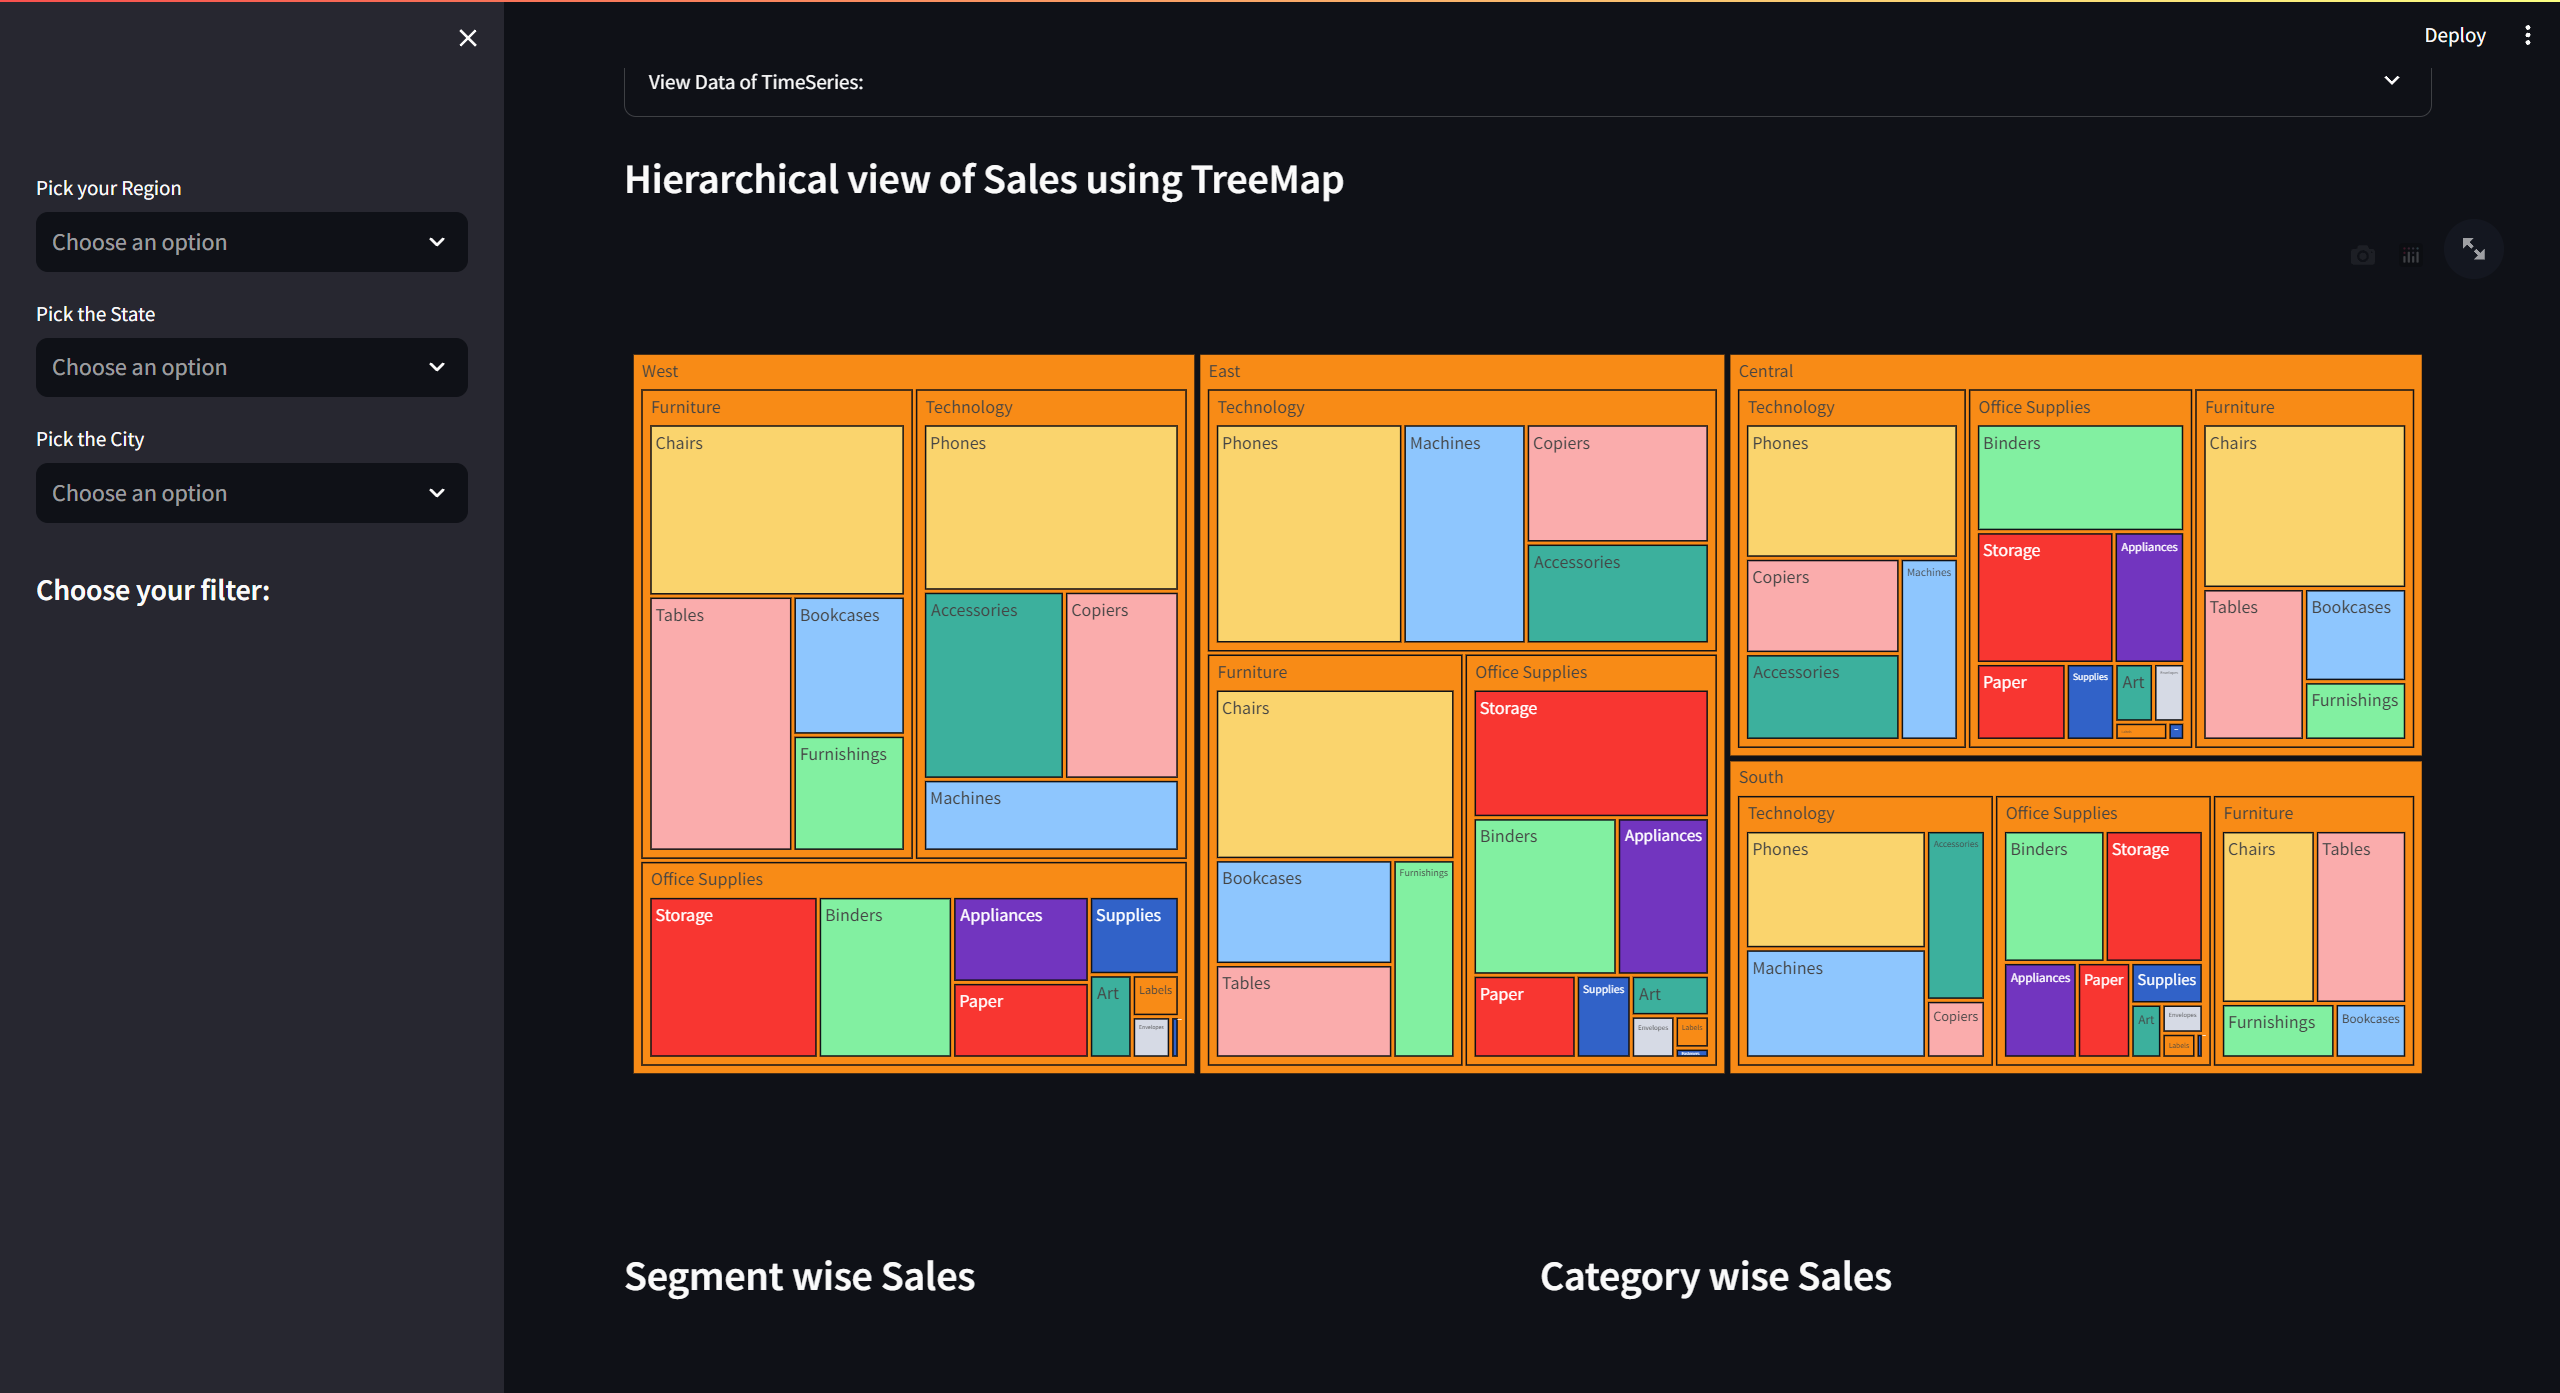 Deploy
View Data of TimeSeries:
Pick your Region
Choose an option
Pick the State
Choose an option
Pick the City
Choose an option
Choose your filter:
Hierarchical view of Sales using TreeMap
West
Furniture
Chairs
Tables
Bookcases
Furnishings
Technology
Phones
Accessories
Copiers
Machines
Office Supplies
Storage
Binders
Appliances
Paper
Supplies
Art
Labels
Envelopes
East
Technology
Phones
Machines
Copiers
Accessories
Furniture
Chairs
Bookcases
Tables
Furnishings
Office Supplies
Storage
Binders
Appliances
Paper
Supplies
Art
Envelopes
Labels
Central
Technology
Phones
Copiers
Accessories
Machines
Office Supplies
Binders
Storage
Appliances
Paper
Supplies
Art
Furniture
Chairs
Tables
Bookcases
Furnishings
South
Technology
Phones
Machines
Accessories
Copiers
Office Supplies
Binders
Storage
Appliances
Paper
Supplies
Art
Envelopes
Labels
Furniture
Chairs
Tables
Furnishings
Bookcases
Segment wise Sales
Category wise Sales